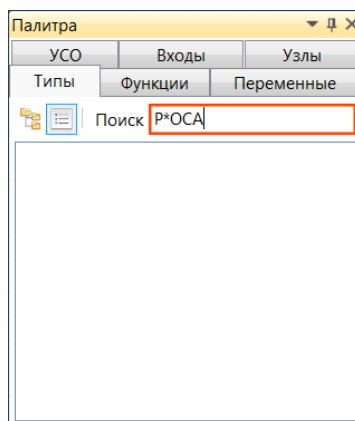 Палитра
УСО Входы Узлы
Типы Функции Переменные
Поиск P*OCA